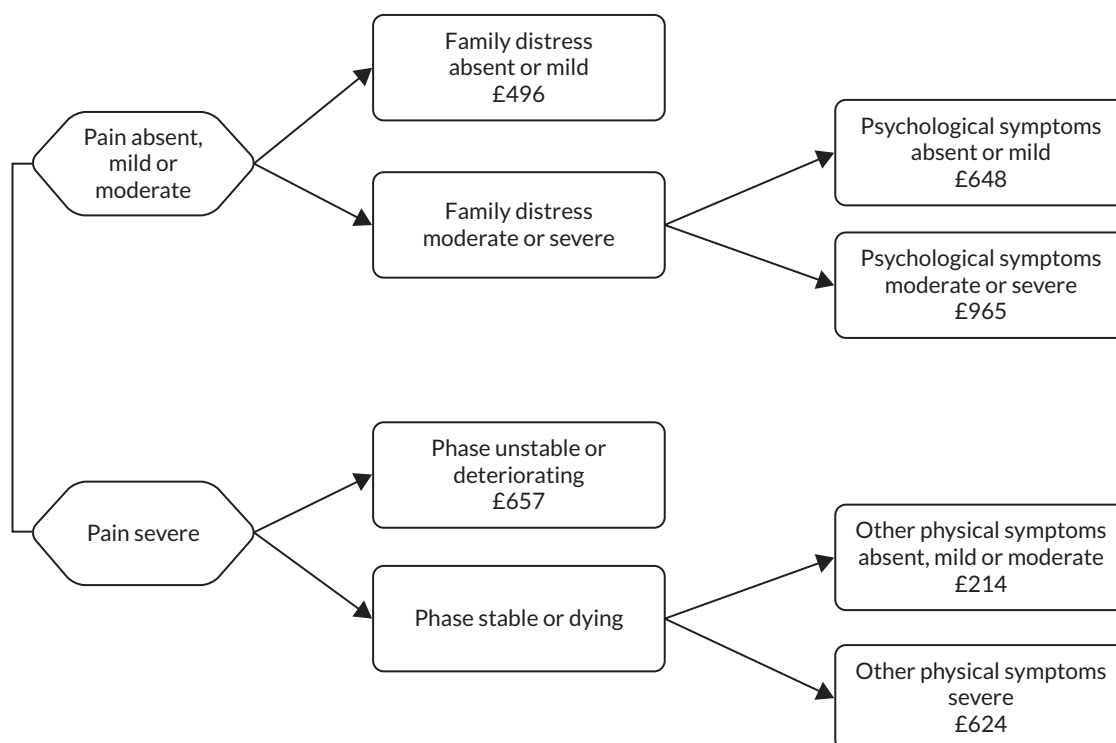 Family distress
absent or mild
£496
Pain absent,
mild or
moderate
Family distress
moderate or severe
Psychological symptoms
absent or mild
£648
Psychological symptoms
moderate or severe
£965
Pain severe
Phase unstable or
deteriorating
£657
Phase stable or dying
Other physical symptoms
absent, mild or moderate
£214
Other physical symptoms
severe
£624